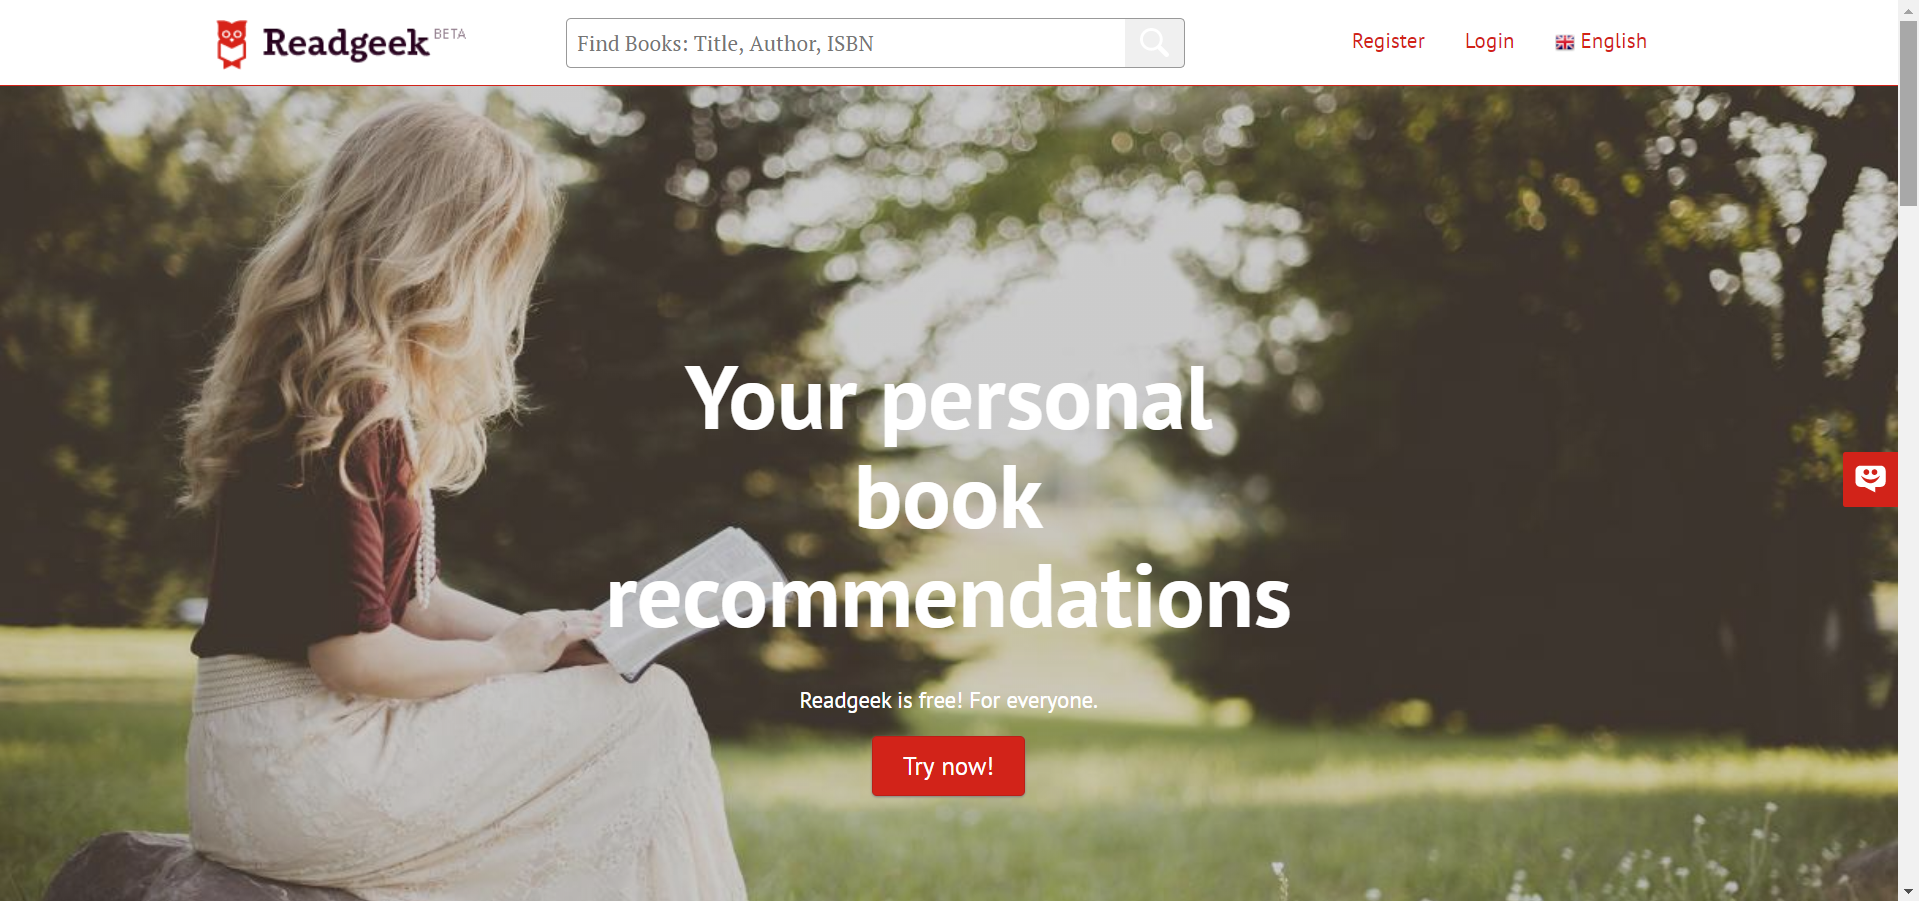 Readgeek BETA
Find Books: Title, Author, ISBN
Register
Login
English
Your personal
book
recommendations
Readgeek is free! For everyone.
Try now!